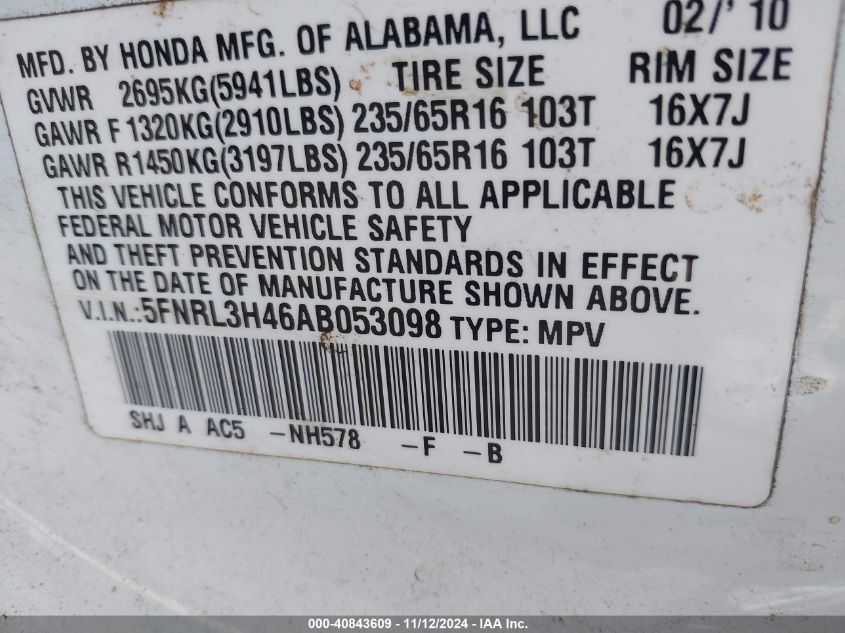 MFD. BY HONDA MFG. OF ALABAMA, LLC 02/' 10
GVWR 2695KG(5941LBS) TIRE SIZE RIM SIZE
GAWR F1320KG(2910LBS) 235/65R16 103T 16X7J
GAWR R1450KG(3197LBS) 235/65R16 103T 16X7J
THIS VEHICLE CONFORMS TO ALL APPLICABLE
FEDERAL MOTOR VEHICLE SAFETY
AND THEFT PREVENTION STANDARDS IN EFFECT
ON THE DATE OF MANUFACTURE SHOWN ABOVE.
V.I.N.:5FNRL3H46AB053098 TYPE: MPV
SHJ A AC5 -NH578 -F -B
000-40843609 - 11/12/2024 - IAA Inc.